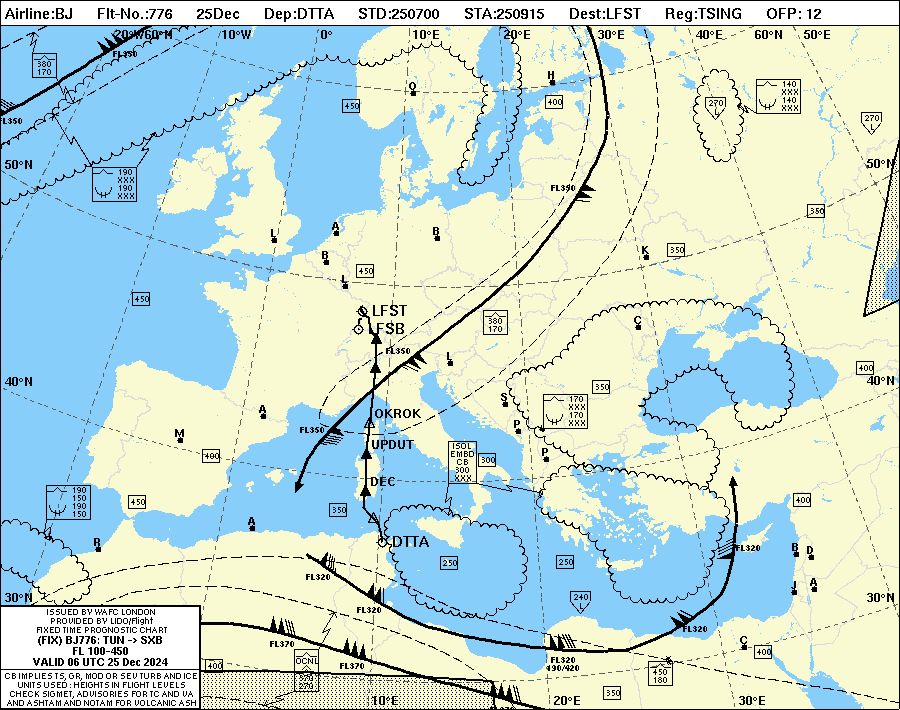 Airline:BJ Flt-No.:776 25Dec Dep:DTTA STD:250700 STA:250915 Dest:LFST Reg:TSING OFP: 12
20°W 60°N 10°W 0° 10°E 20°E 30°E 40°E 60°N 50°E
FL350
380
170
450
O
H
400
270
L
140
XXX
140
XXX
270
L
FL350
50°N
50°N
190
XXX
190
XXX
FL390
350
L
A
B
B
K
350
L
450
450
LFST
LFSB
380
170
C
FL350
L
400
40°N
40°N
350
S
170
XXX
170
XXX
A
OKROK
FL350
P
M
UPDUT
ISOL
EMBD
CB
300
XXX
300
P
400
DEC
190
150
190
150
450
350
400
A
R
DTTA
FL320
B
D
250
250
FL320
J
A
30°N
240
L
30°N
FL320
FL320
ISSUED BY WAFC LONDON
PROVIDED BY LIDO/Flight
FIXED TIME PROGNOSTIC CHART
(FIX) BJ776: TUN -> SXB
FL 100-450
VALID 06 UTC 25 Dec 2024
CB IMPLIES TS, GR, MOD OR SEV TURB AND ICE
UNITS USED : HEIGHTS IN FLIGHT LEVELS
CHECK SIGMET, ADVISORIES FOR TC AND VA
AND ASHTAM AND NOTAM FOR VOLCANIC ASH
FL370
FL370
C
400
FL320
190/420
400
OCNL
270
450
180
350
10°E
20°E
30°E
FL370